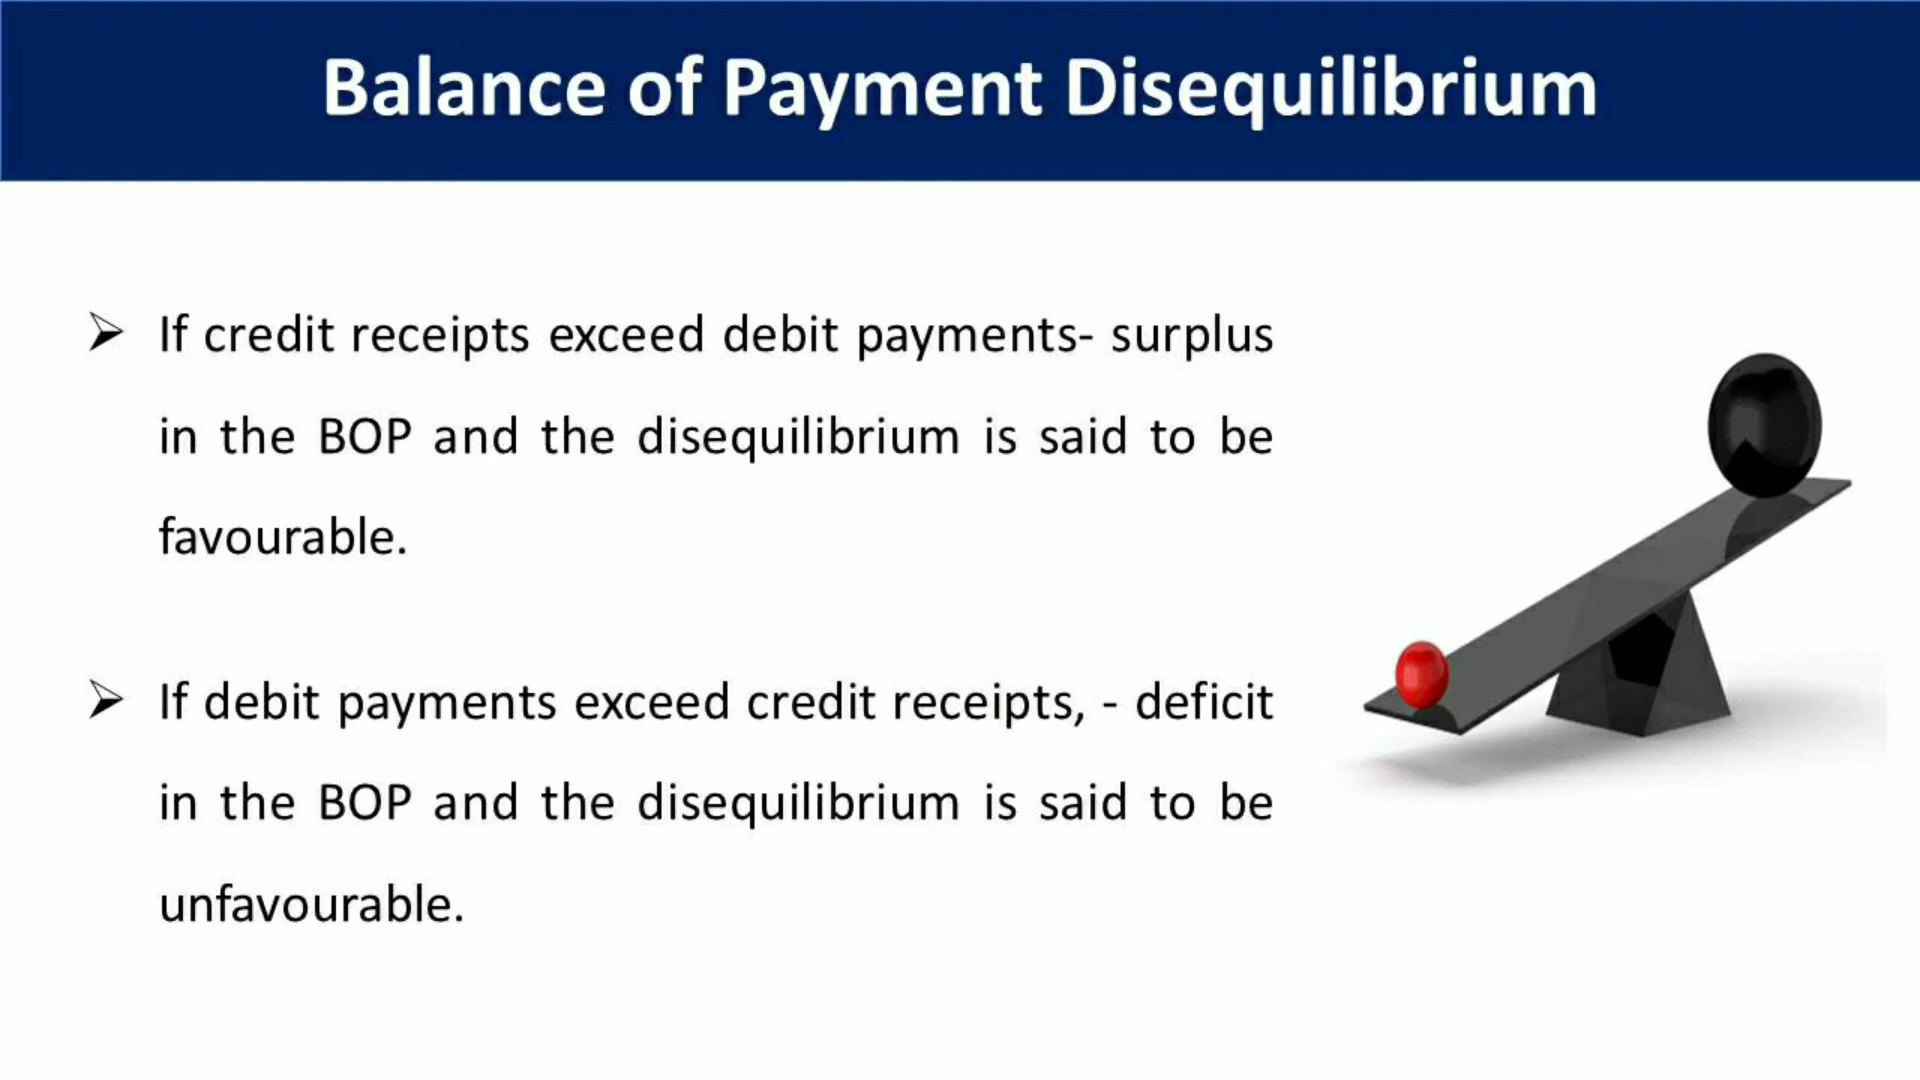 Balance of Payment Disequilibrium
➢ If credit receipts exceed debit payments- surplus
in the BOP and the disequilibrium is said to be
favourable.
➢ If debit payments exceed credit receipts, - deficit
in the BOP and the disequilibrium is said to be
unfavourable.